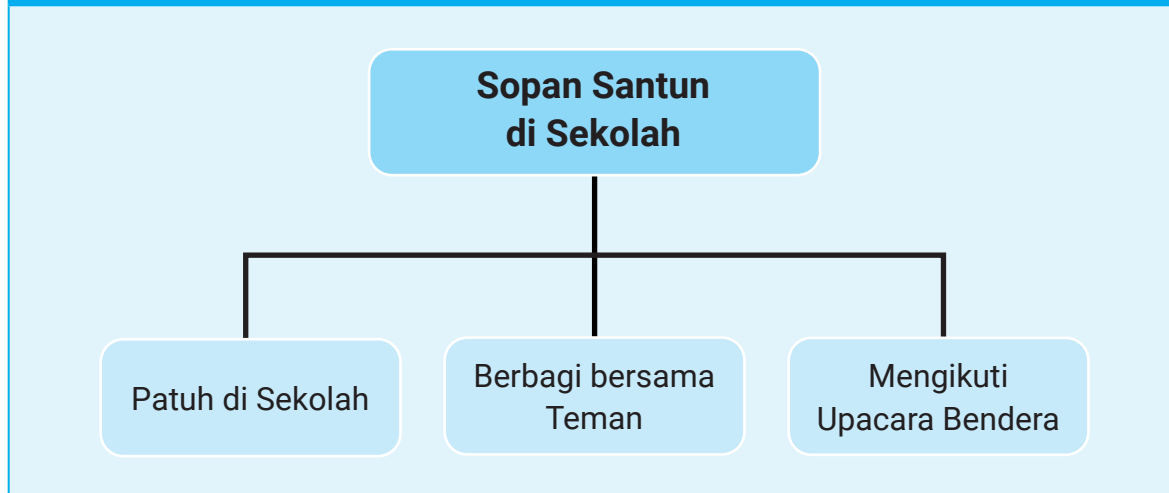 Sopan Santun
di Sekolah
Patuh di Sekolah
Berbagi bersama
Teman
Mengikuti
Upacara Bendera